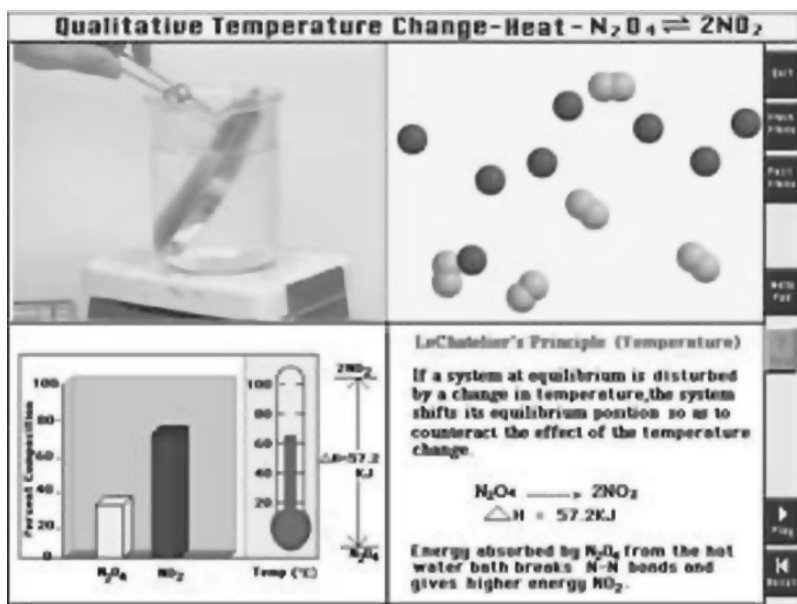 Qualitative Temperature Change-Heat-N₂O₄⇌ 2NO₂
Exit
Play
100
80
60
40
20
0
Percent Composition
N₂O₄
NO₂
100
80
60
40
20
Temp (°C)
2NO₂
△H=57.2
KJ
N₂O₄
LeChatelier's Principle (Temperature)
If a system at equilibrium is disturbed
by a change in temperature,the system
shifts its equilibrium position so as to
counteract the effect of the temperature
change.
N₂O₄ ⟶ 2NO₂
△H = 57.2KJ
Energy absorbed by N₂O₄ from the hot
water bath breaks N-N bonds and
gives higher energy NO₂.